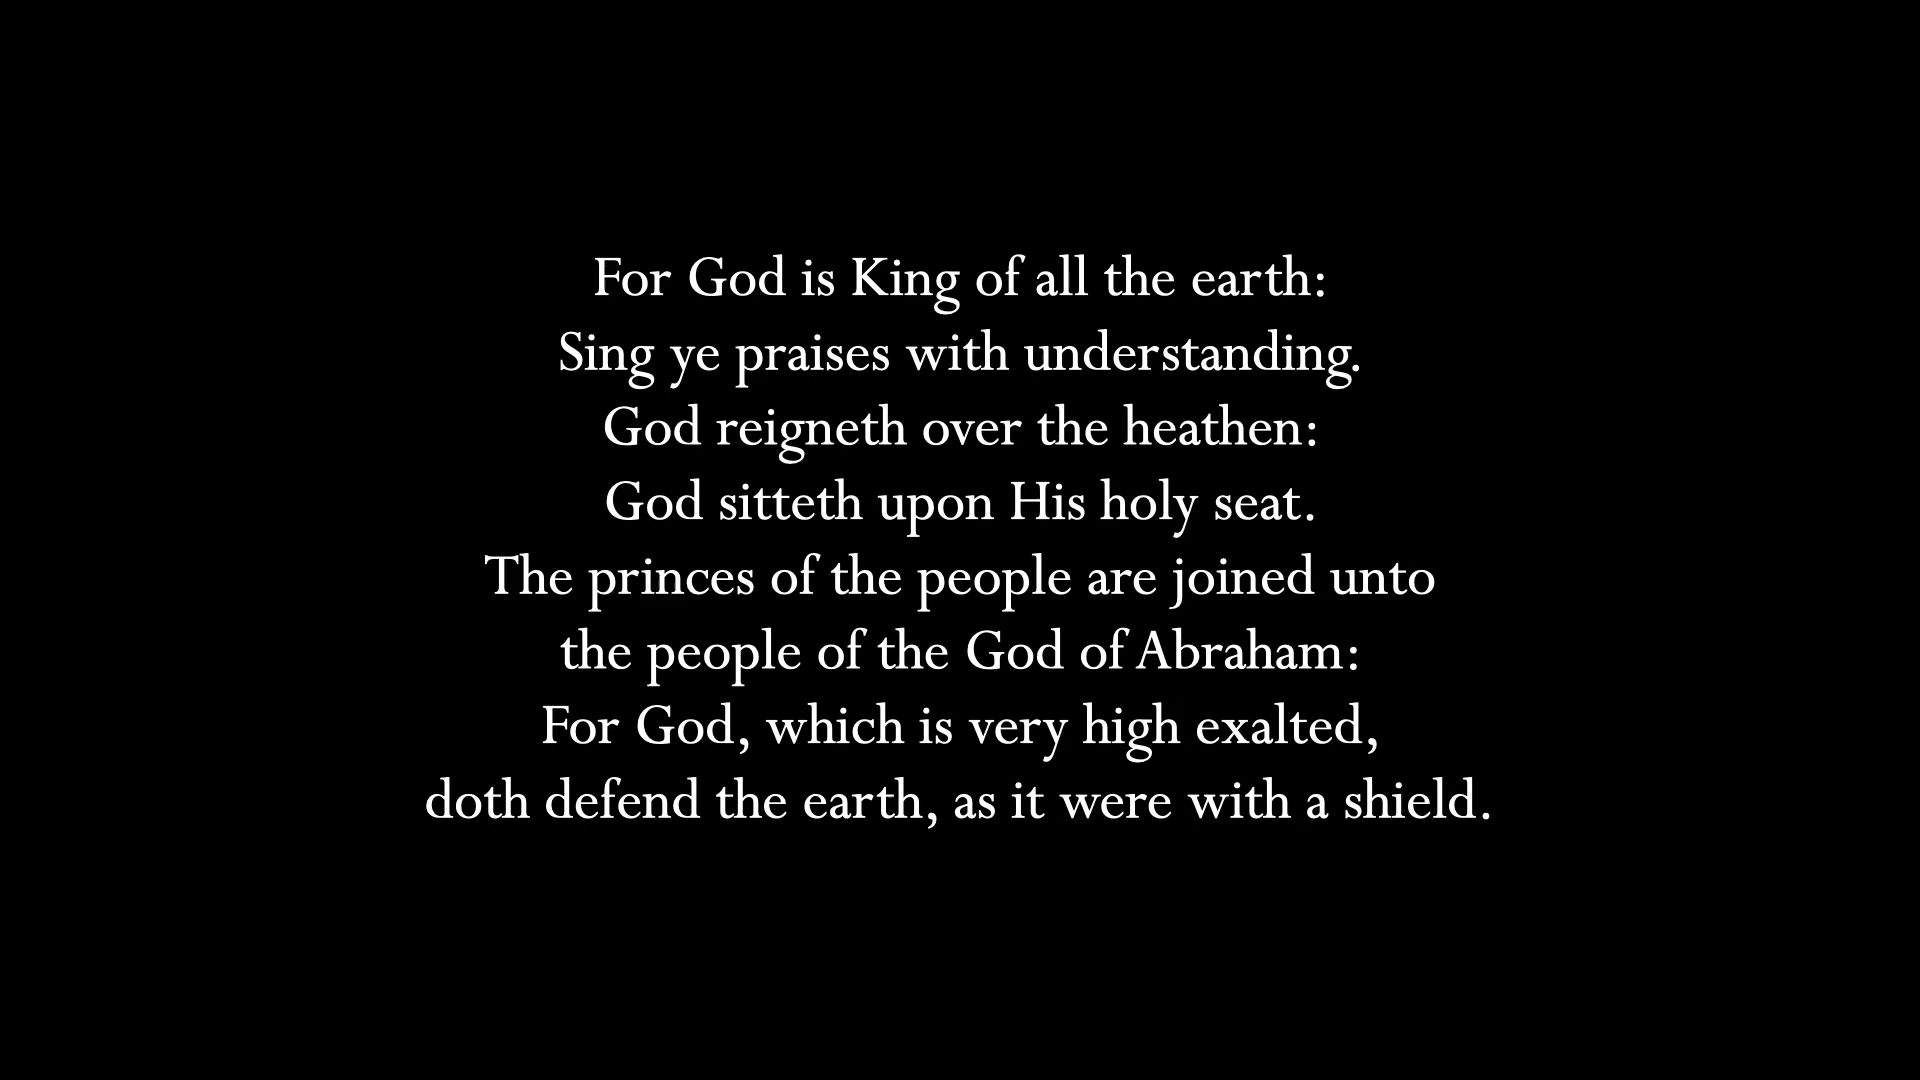 For God is King of all the earth:
Sing ye praises with understanding.
God reigneth over the heathen:
God sitteth upon His holy seat.
The princes of the people are joined unto
the people of the God of Abraham:
For God, which is very high exalted,
doth defend the earth, as it were with a shield.